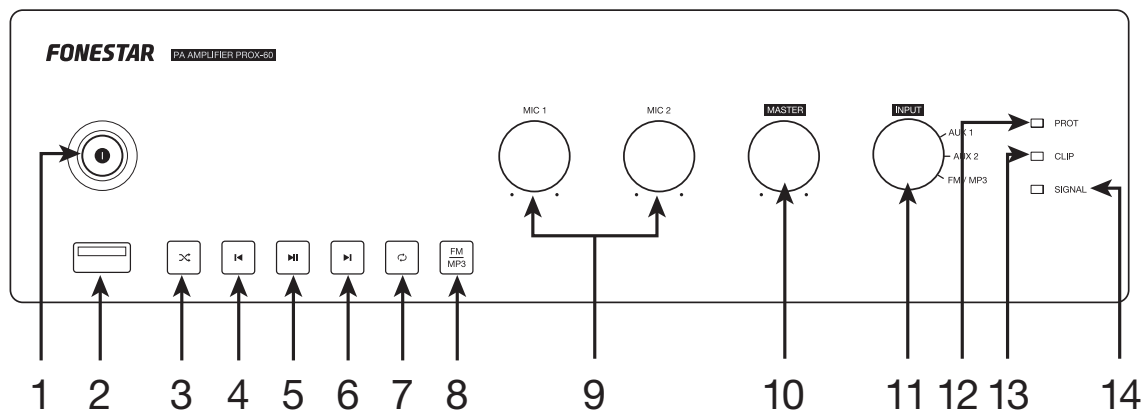 FONESTAR PA AMPLIFIER PROX-60
MIC 1 MIC 2 MASTER INPUT
AUX 1
AUX 2
FM / MP3
PROT
CLIP
SIGNAL
FM
MP3
1 2 3 4 5 6 7 8 9 10 11 12 13 14